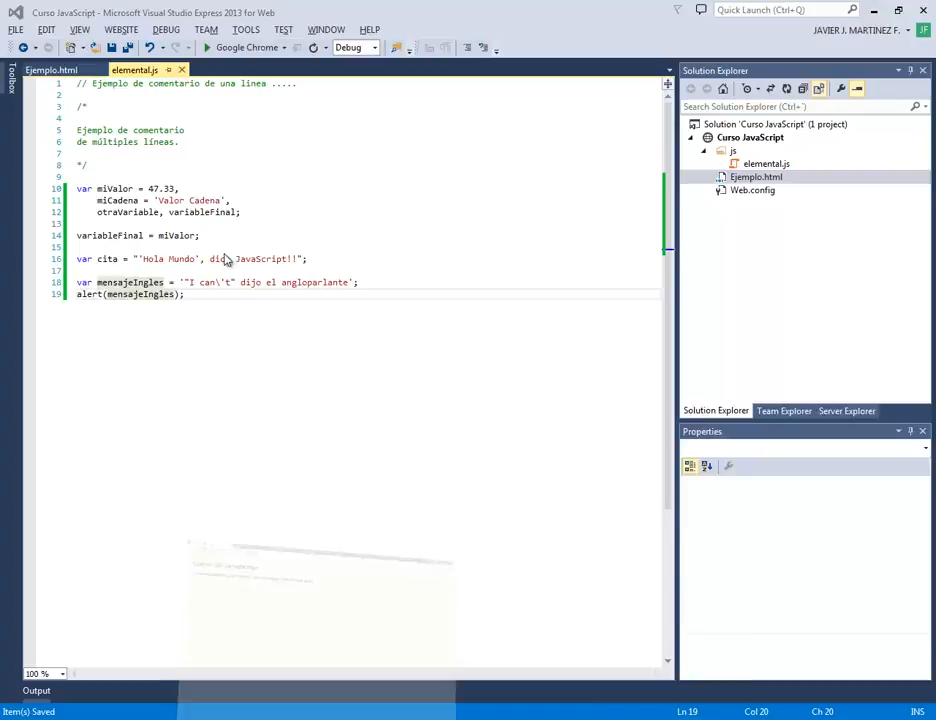 Curso JavaScript - Microsoft Visual Studio Express 2013 for Web
Quick Launch (Ctrl+Q)
FILE EDIT VIEW WEBSITE DEBUG TEAM TOOLS TEST WINDOW HELP
JAVIER J. MARTINEZ F.
JF
Google Chrome
Debug
Toolbox
Ejemplo.html
elemental.js
1 // Ejemplo de comentario de una linea .....
2
3 /*
4
5 Ejemplo de comentario
6 de múltiples líneas.
7
8 */
9
10 var miValor = 47.33,
11 miCadena = 'Valor Cadena',
12 otraVariable, variableFinal;
13
14 variableFinal = miValor;
15
16 var cita = "'Hola Mundo', dijo JavaScript!!";
17
18 var mensajeIngles = '"I can\'t" dijo el angloparlante';
19 alert(mensajeIngles);
100 %
Solution Explorer
Search Solution Explorer (Ctrl+')
Solution 'Curso JavaScript' (1 project)
Curso JavaScript
js
elemental.js
Ejemplo.html
Web.config
Solution Explorer Team Explorer Server Explorer
Properties
Output
Item(s) Saved
Ln 19 Col 20 Ch 20 INS